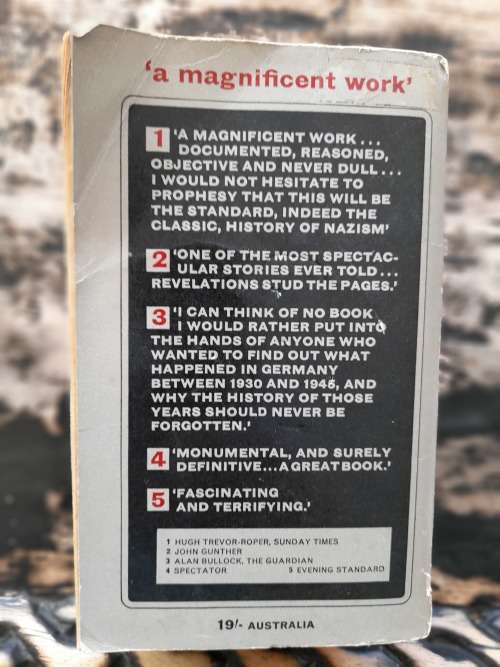 'a magnificent work'
1 'A MAGNIFICENT WORK...
DOCUMENTED, REASONED,
OBJECTIVE AND NEVER DULL...
I WOULD NOT HESITATE TO
PROPHESY THAT THIS WILL BE
THE STANDARD, INDEED THE
CLASSIC, HISTORY OF NAZISM'
2 'ONE OF THE MOST SPECTAC-
ULAR STORIES EVER TOLD...
REVELATIONS STUD THE PAGES.'
3 'I CAN THINK OF NO BOOK
I WOULD RATHER PUT INTO
THE HANDS OF ANYONE WHO
WANTED TO FIND OUT WHAT
HAPPENED IN GERMANY
BETWEEN 1930 AND 1945, AND
WHY THE HISTORY OF THOSE
YEARS SHOULD NEVER BE
FORGOTTEN.'
4 'MONUMENTAL, AND SURELY
DEFINITIVE...A GREAT BOOK.'
5 'FASCINATING
AND TERRIFYING.'
1 HUGH TREVOR-ROPER, SUNDAY TIMES
2 JOHN GUNTHER
3 ALAN BULLOCK, THE GUARDIAN
4 SPECTATOR 5 EVENING STANDARD
19/- AUSTRALIA